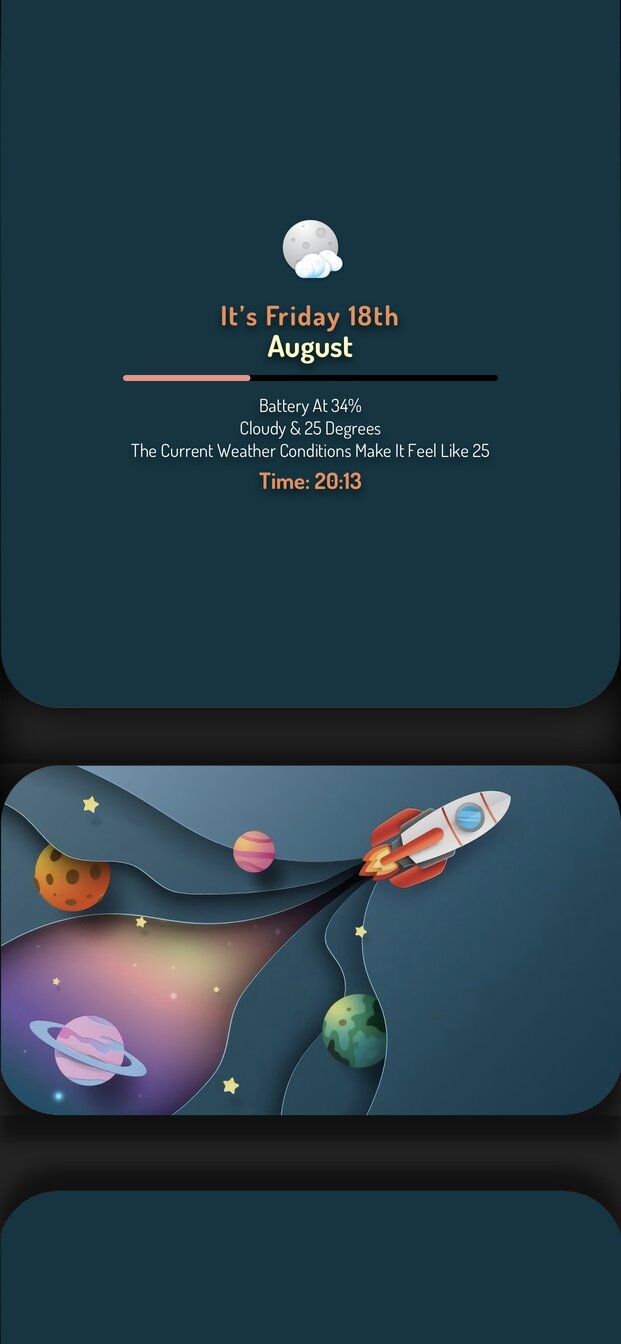 It's Friday 18th
August
Battery At 34%
Cloudy & 25 Degrees
The Current Weather Conditions Make It Feel Like 25
Time: 20:13